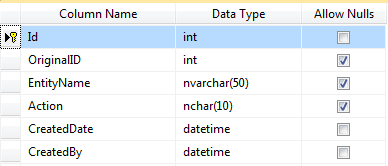 Column Name Data Type Allow Nulls
Id int
OriginalID int
EntityName nvarchar(50)
Action nchar(10)
CreatedDate datetime
CreatedBy datetime